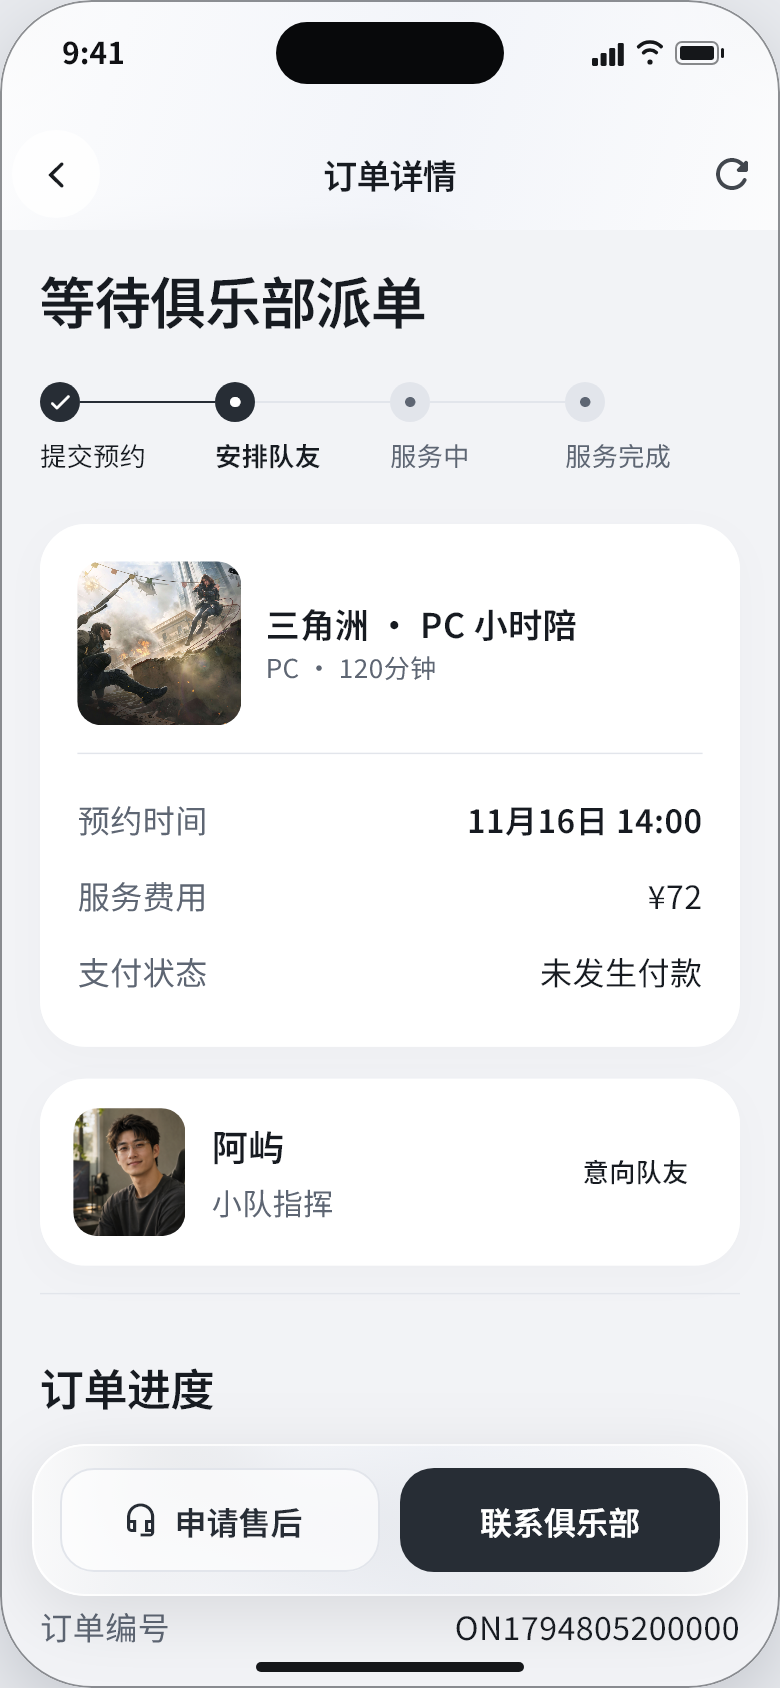 9:41
订单详情
等待俱乐部派单
提交预约 安排队友 服务中 服务完成
三角洲 · PC 小时陪
PC · 120分钟
预约时间 11月16日 14:00
服务费用 ¥72
支付状态 未发生付款
阿屿
小队指挥
意向队友
订单进度
申请售后 联系俱乐部
订单编号 ON1794805200000